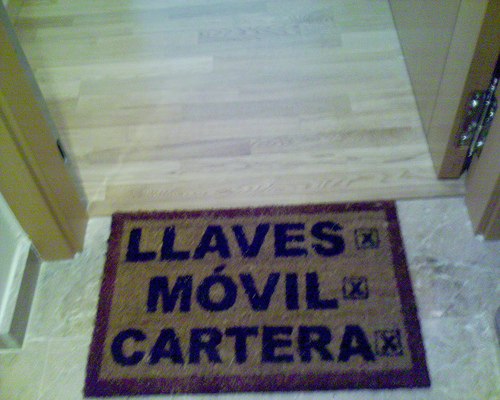 LLAVES ☒
MÓVIL ☒
CARTERA ☒